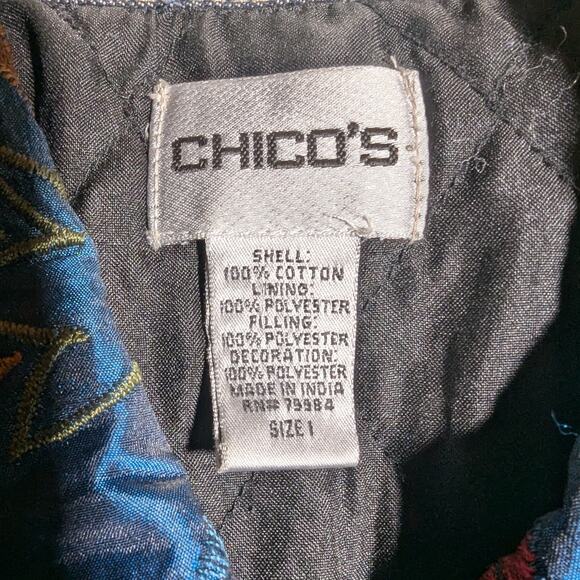 CHICO'S
SHELL:
100% COTTON
LINING:
100% POLYESTER
FILLING:
100% POLYESTER
DECORATION:
100% POLYESTER
MADE IN INDIA
RN# 79984
SIZE 1